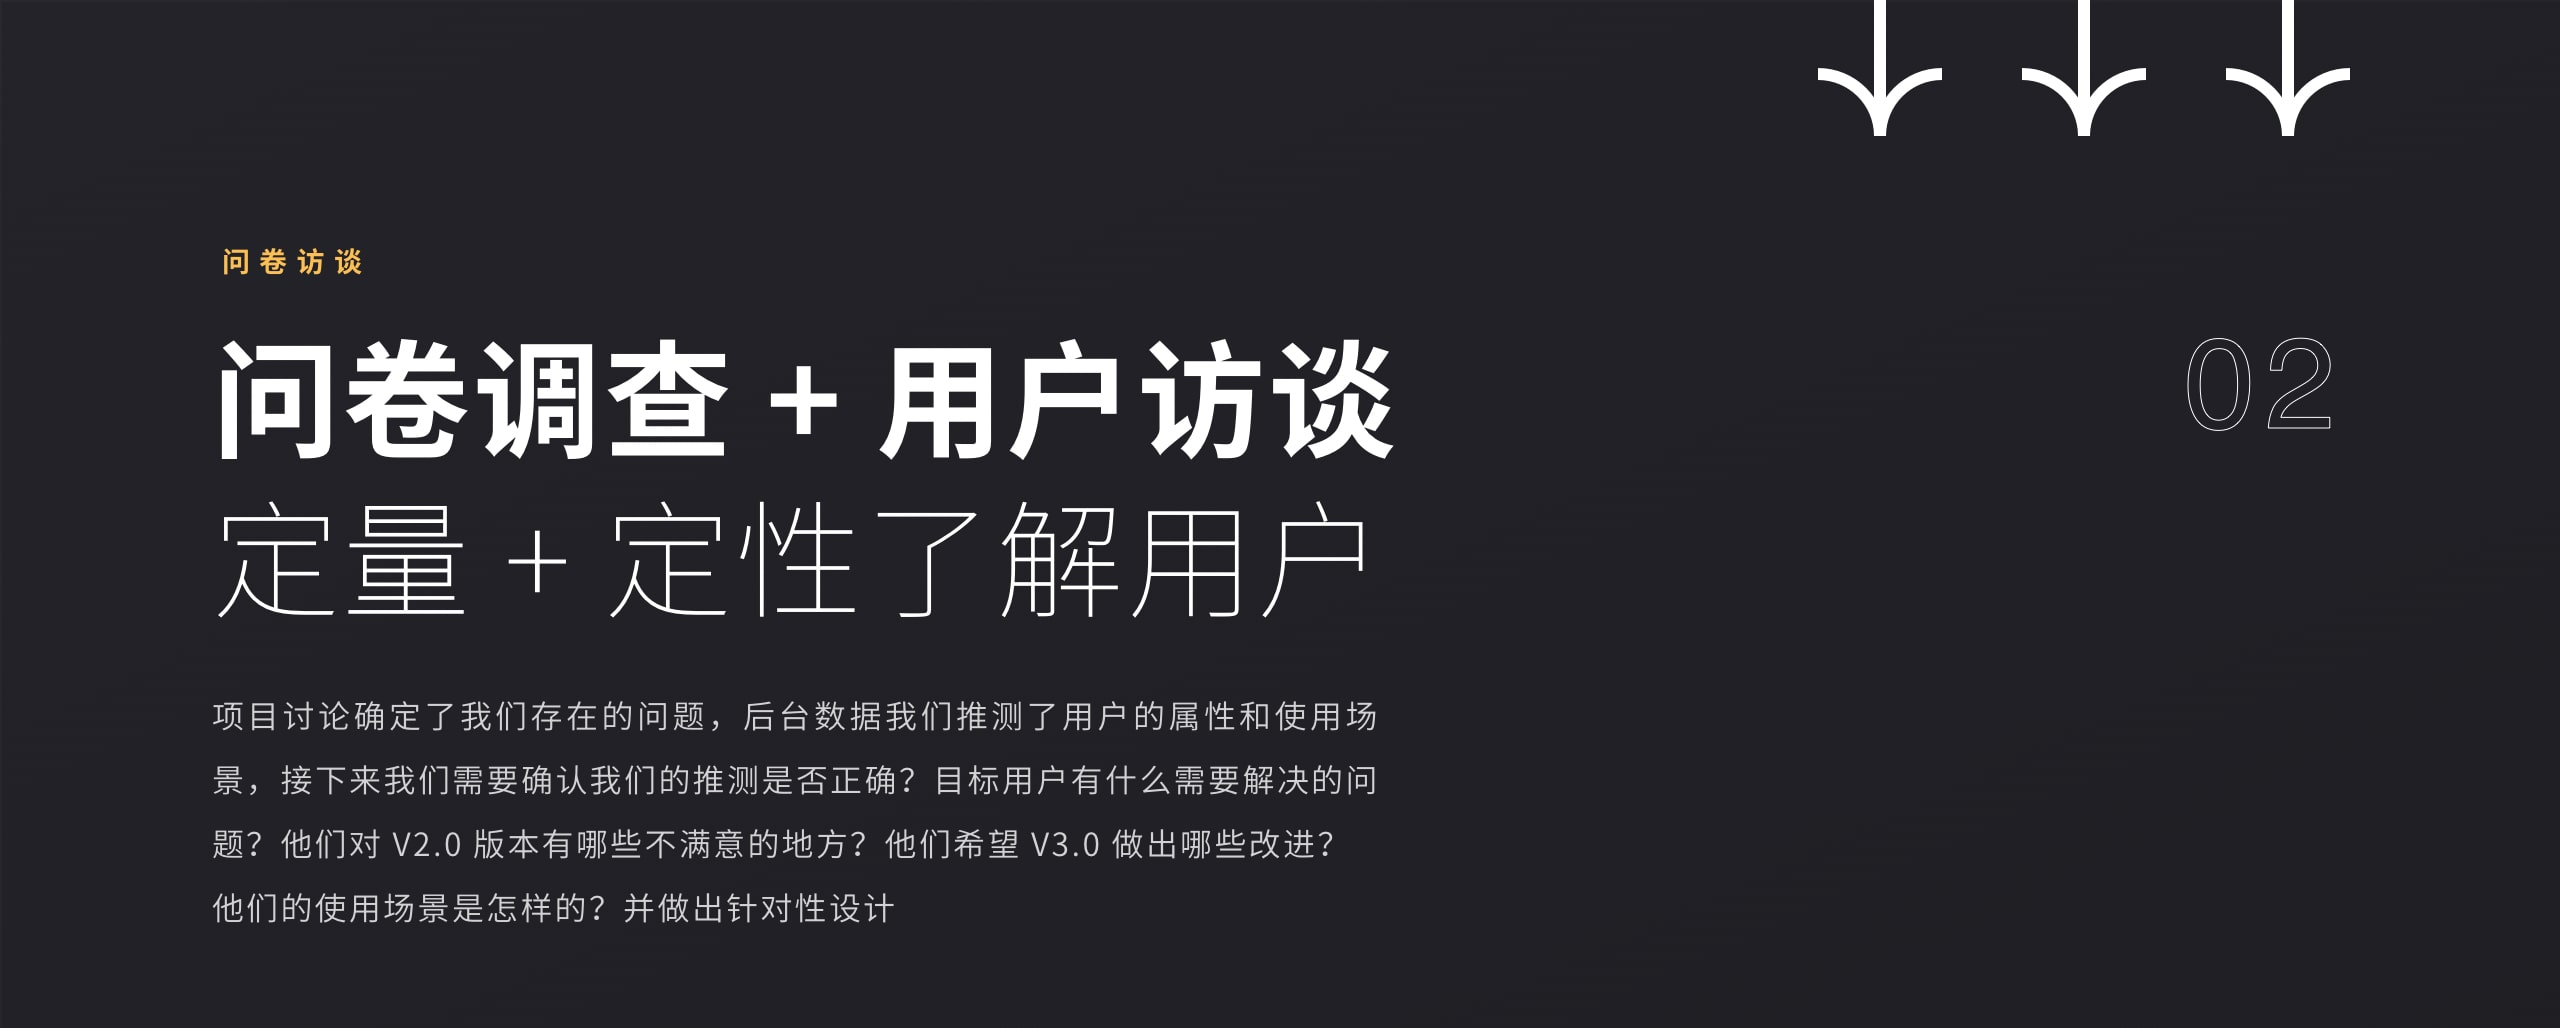 问卷访谈
问卷调查 + 用户访谈
02
定量 + 定性了解用户
项目讨论确定了我们存在的问题，后台数据我们推测了用户的属性和使用场
景，接下来我们需要确认我们的推测是否正确？目标用户有什么需要解决的问
题？他们对 V2.0 版本有哪些不满意的地方？他们希望 V3.0 做出哪些改进？
他们的使用场景是怎样的？并做出针对性设计